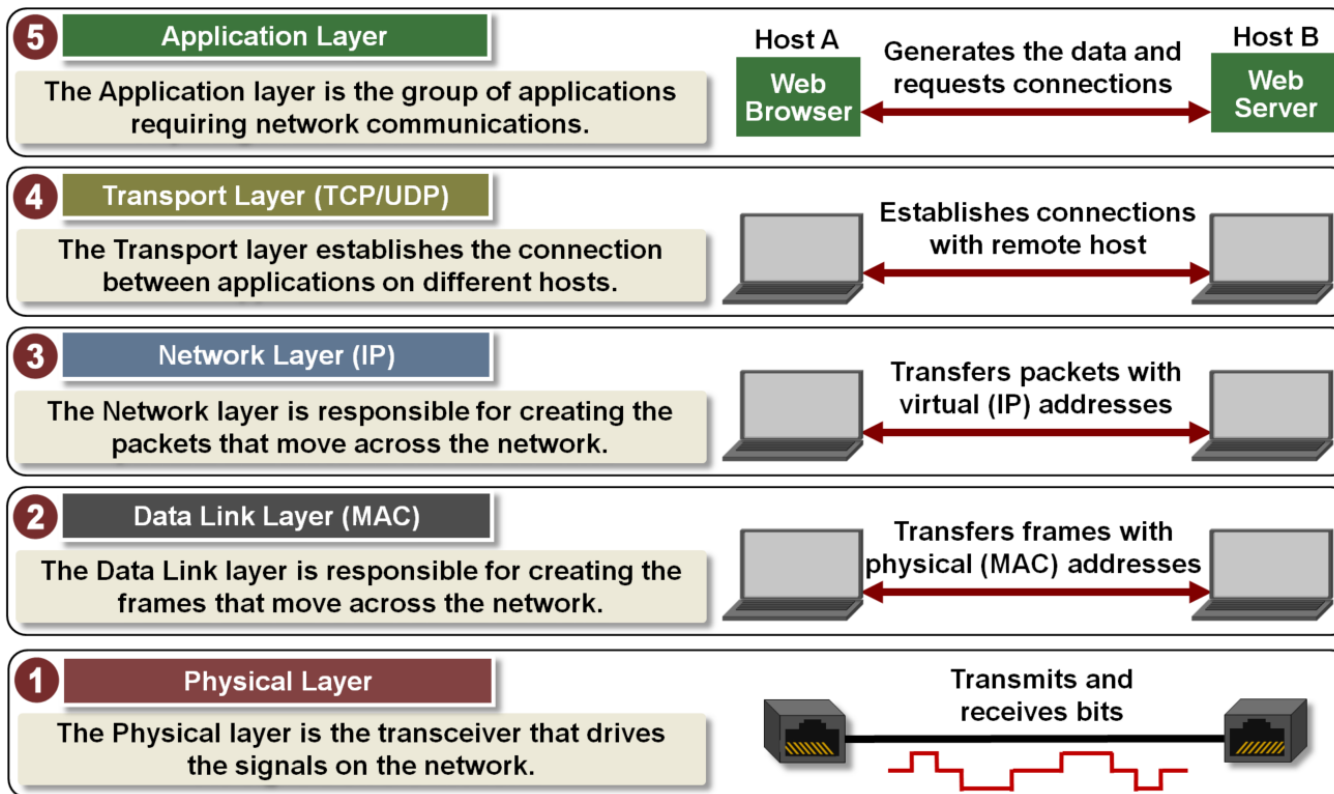 5
Application Layer
The Application layer is the group of applications
requiring network communications.
Host A
Web
Browser
Generates the data and
requests connections
Host B
Web
Server
4
Transport Layer (TCP/UDP)
The Transport layer establishes the connection
between applications on different hosts.
Establishes connections
with remote host
3
Network Layer (IP)
The Network layer is responsible for creating the
packets that move across the network.
Transfers packets with
virtual (IP) addresses
2
Data Link Layer (MAC)
The Data Link layer is responsible for creating the
frames that move across the network.
Transfers frames with
physical (MAC) addresses
1
Physical Layer
The Physical layer is the transceiver that drives
the signals on the network.
Transmits and
receives bits